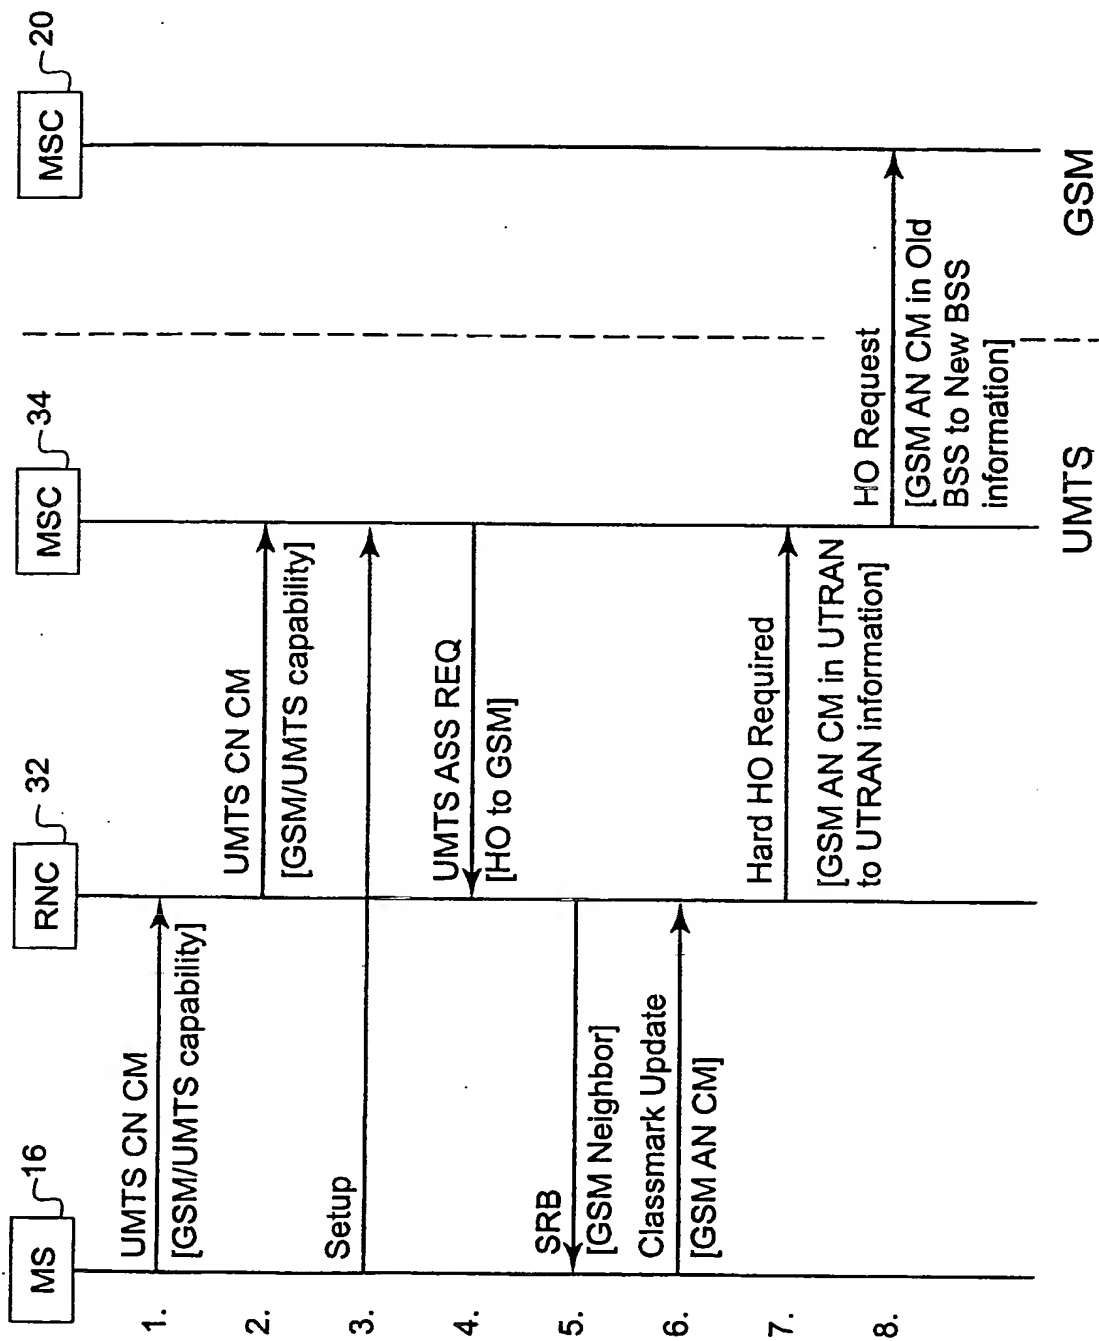 MS 16
RNC 32
MSC 34
MSC 20
1.
UMTS CN CM
[GSM/UMTS capability]
2.
UMTS CN CM
[GSM/UMTS capability]
3.
Setup
4.
UMTS ASS REQ
[HO to GSM]
5.
SRB
[GSM Neighbor]
6.
Classmark Update
[GSM AN CM]
7.
Hard HO Required
[GSM AN CM in UTRAN
to UTRAN information]
8.
HO Request
[GSM AN CM in Old
BSS to New BSS
information]
UMTS
GSM